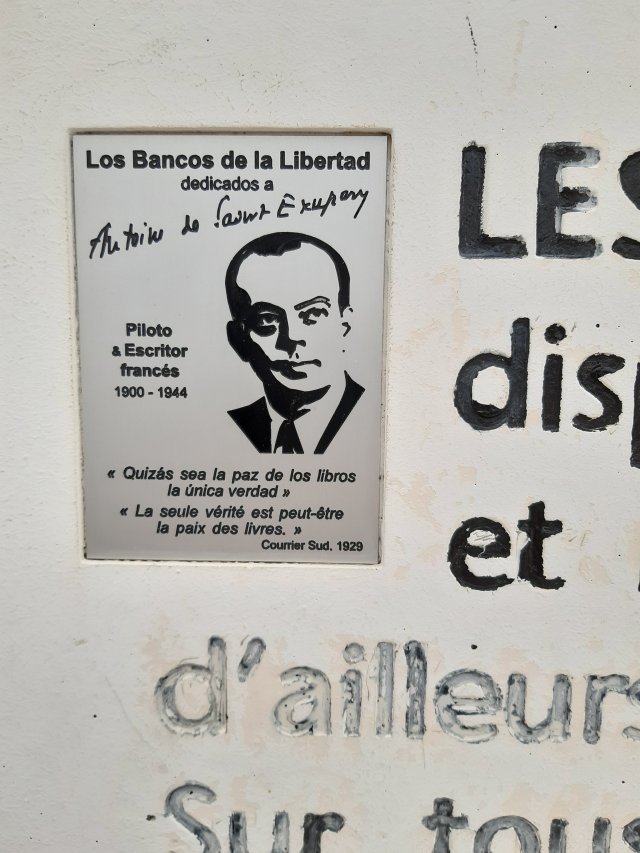 Los Bancos de la Libertad
dedicados a
Antoine de Saint Exupéry
Piloto
& Escritor
francés
1900 - 1944
« Quizás sea la paz de los libros
la única verdad »
« La seule vérité est peut-être
la paix des livres. »
Courrier Sud, 1929
LES
disp
et
d'ailleurs
Sur tous